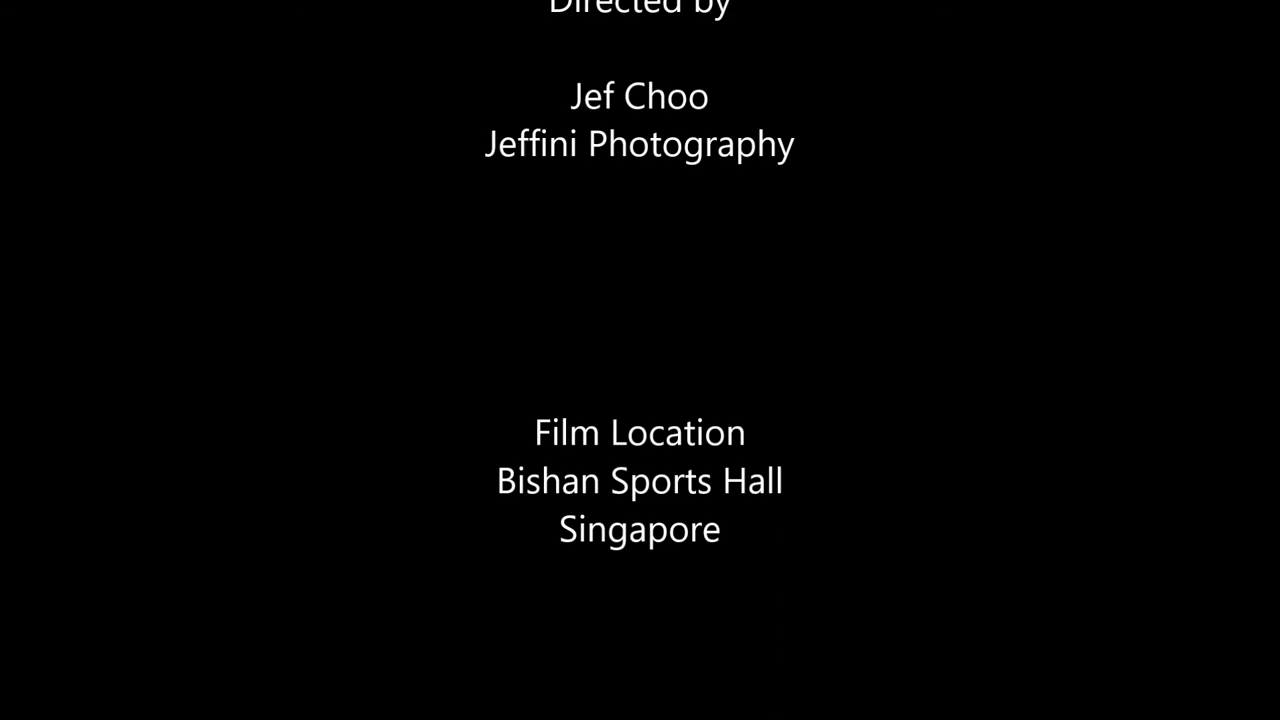 Directed by
Jef Choo
Jeffini Photography
Film Location
Bishan Sports Hall
Singapore